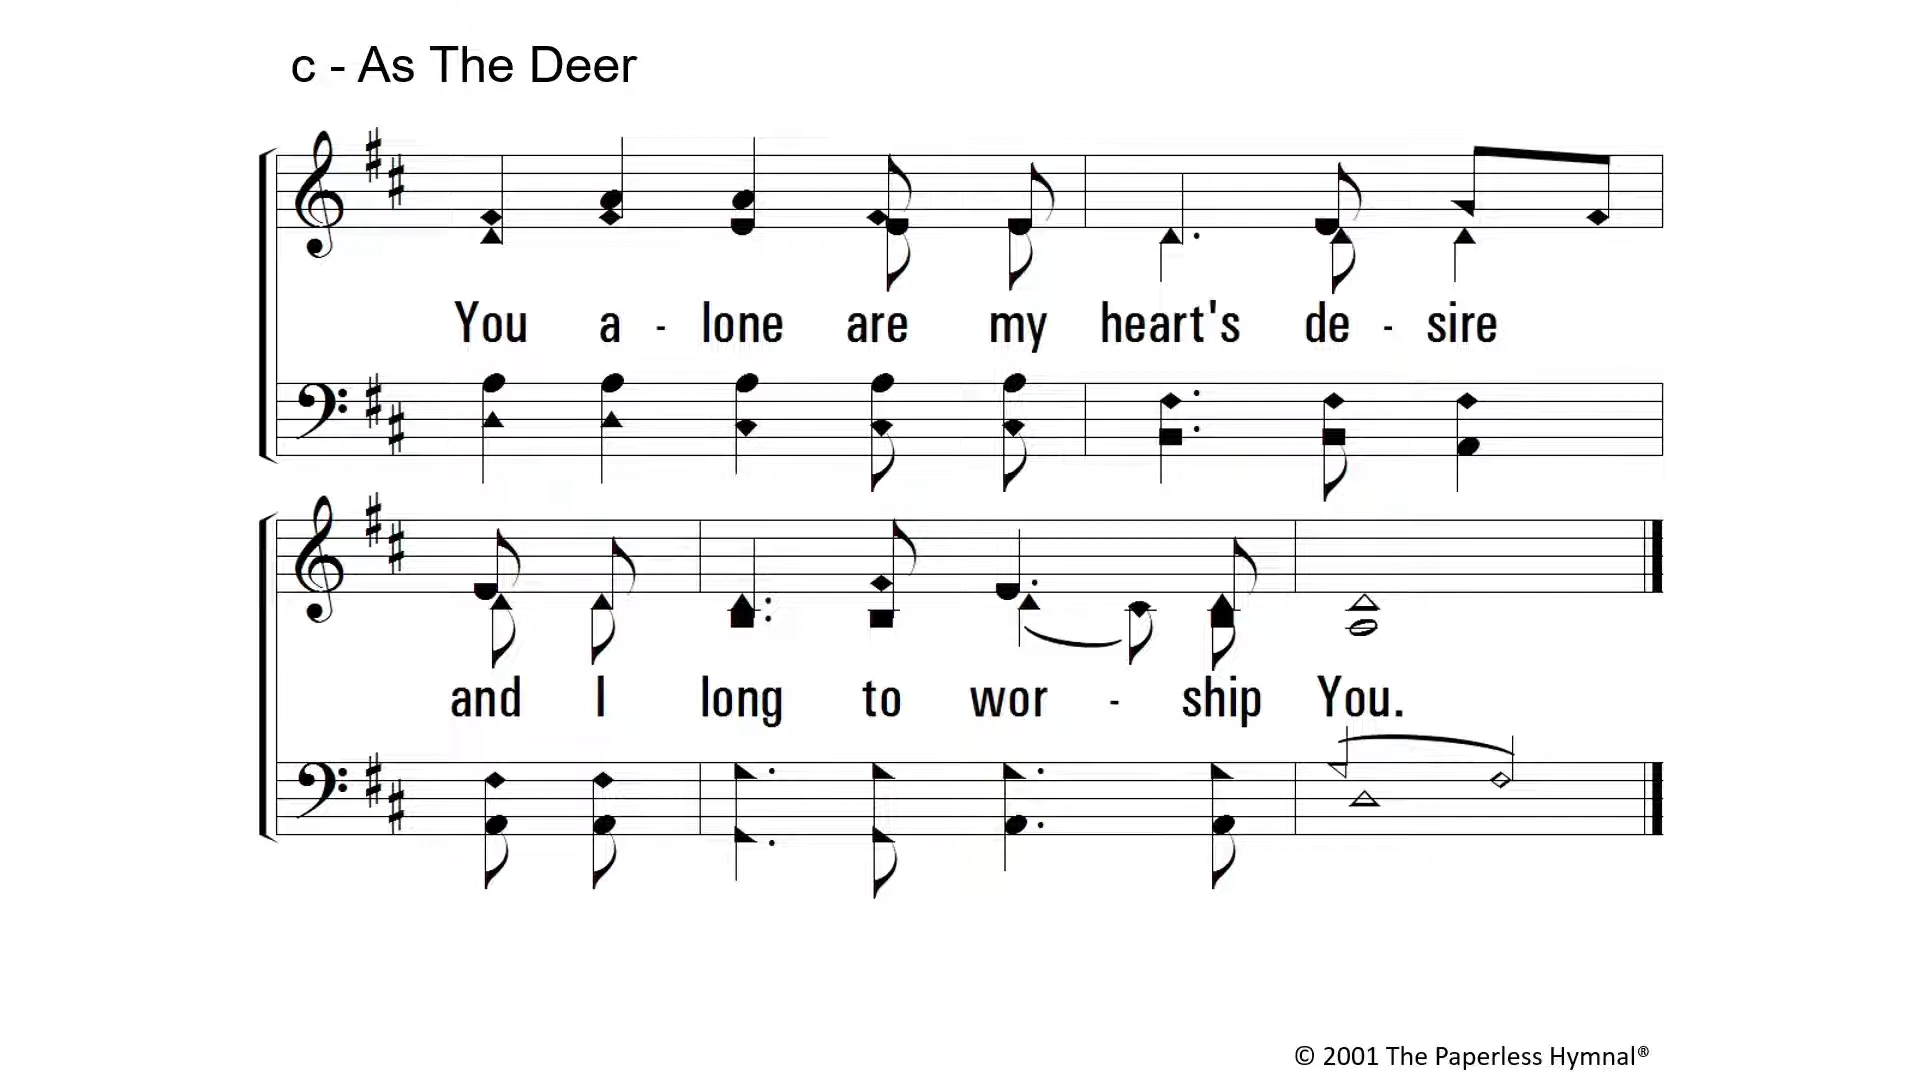 c - As The Deer
You a - lone are my heart's de - sire
and I long to wor - ship You.
© 2001 The Paperless Hymnal®